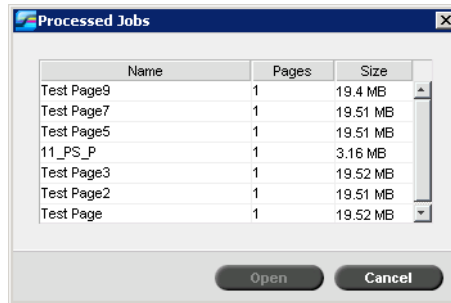 Processed Jobs
Name Pages Size
Test Page9 1 19.4 MB
Test Page7 1 19.51 MB
Test Page5 1 19.51 MB
11_PS_P 1 3.16 MB
Test Page3 1 19.52 MB
Test Page2 1 19.51 MB
Test Page 1 19.52 MB
Open Cancel